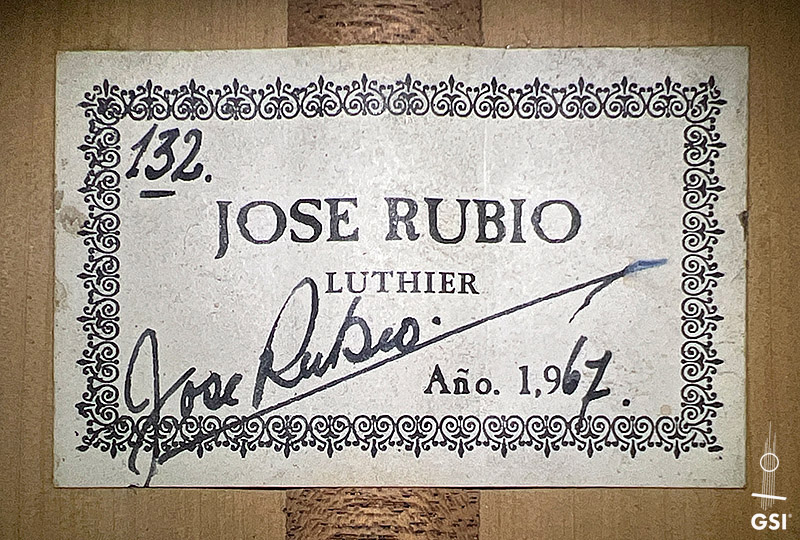 132.
JOSE RUBIO
LUTHIER
Jose Rubio.
Año. 1,967.
GSI